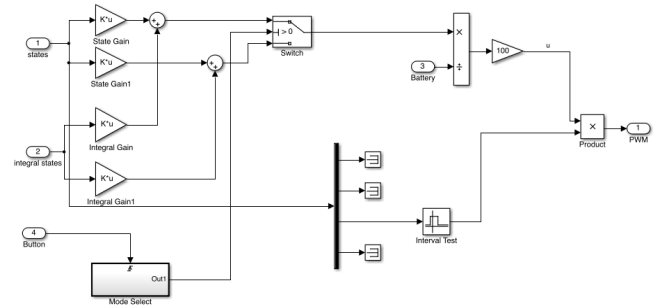 1
states
K*u
State Gain
K*u
State Gain1
2
integral states
K*u
Integral Gain
K*u
Integral Gain1
4
Button
Out1
Mode Select
> 0
Switch
3
Battery
×
÷
100
u
Interval Test
×
Product
1
PWM